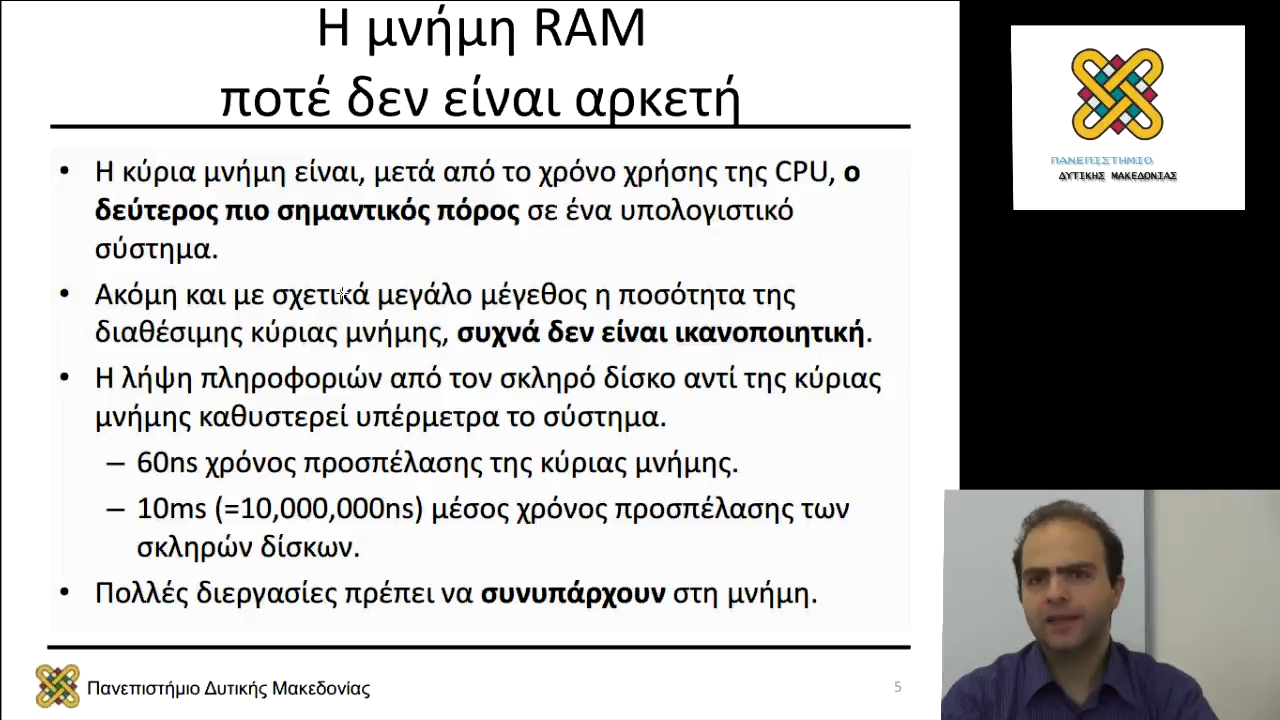 Η μνήμη RAM
ποτέ δεν είναι αρκετή
• Η κύρια μνήμη είναι, μετά από το χρόνο χρήσης της CPU, ο
δεύτερος πιο σημαντικός πόρος σε ένα υπολογιστικό
σύστημα.
• Ακόμη και με σχετικά μεγάλο μέγεθος η ποσότητα της
διαθέσιμης κύριας μνήμης, συχνά δεν είναι ικανοποιητική.
• Η λήψη πληροφοριών από τον σκληρό δίσκο αντί της κύριας
μνήμης καθυστερεί υπέρμετρα το σύστημα.
– 60ns χρόνος προσπέλασης της κύριας μνήμης.
– 10ms (=10,000,000ns) μέσος χρόνος προσπέλασης των
σκληρών δίσκων.
• Πολλές διεργασίες πρέπει να συνυπάρχουν στη μνήμη.
Πανεπιστήμιο Δυτικής Μακεδονίας
5
ΠΑΝΕΠΙΣΤΗΜΙΟ
ΔΥΤΙΚΗΣ ΜΑΚΕΔΟΝΙΑΣ